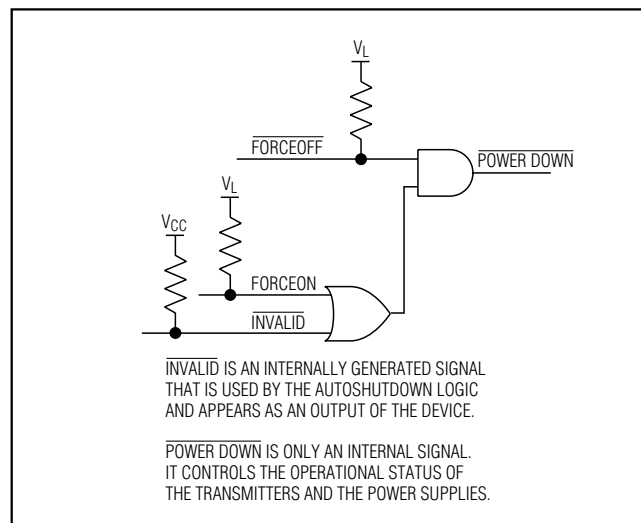 VL
FORCEOFF
POWER DOWN
VL
VCC
FORCEON
INVALID
INVALID IS AN INTERNALLY GENERATED SIGNAL
THAT IS USED BY THE AUTOSHUTDOWN LOGIC
AND APPEARS AS AN OUTPUT OF THE DEVICE.
POWER DOWN IS ONLY AN INTERNAL SIGNAL.
IT CONTROLS THE OPERATIONAL STATUS OF
THE TRANSMITTERS AND THE POWER SUPPLIES.